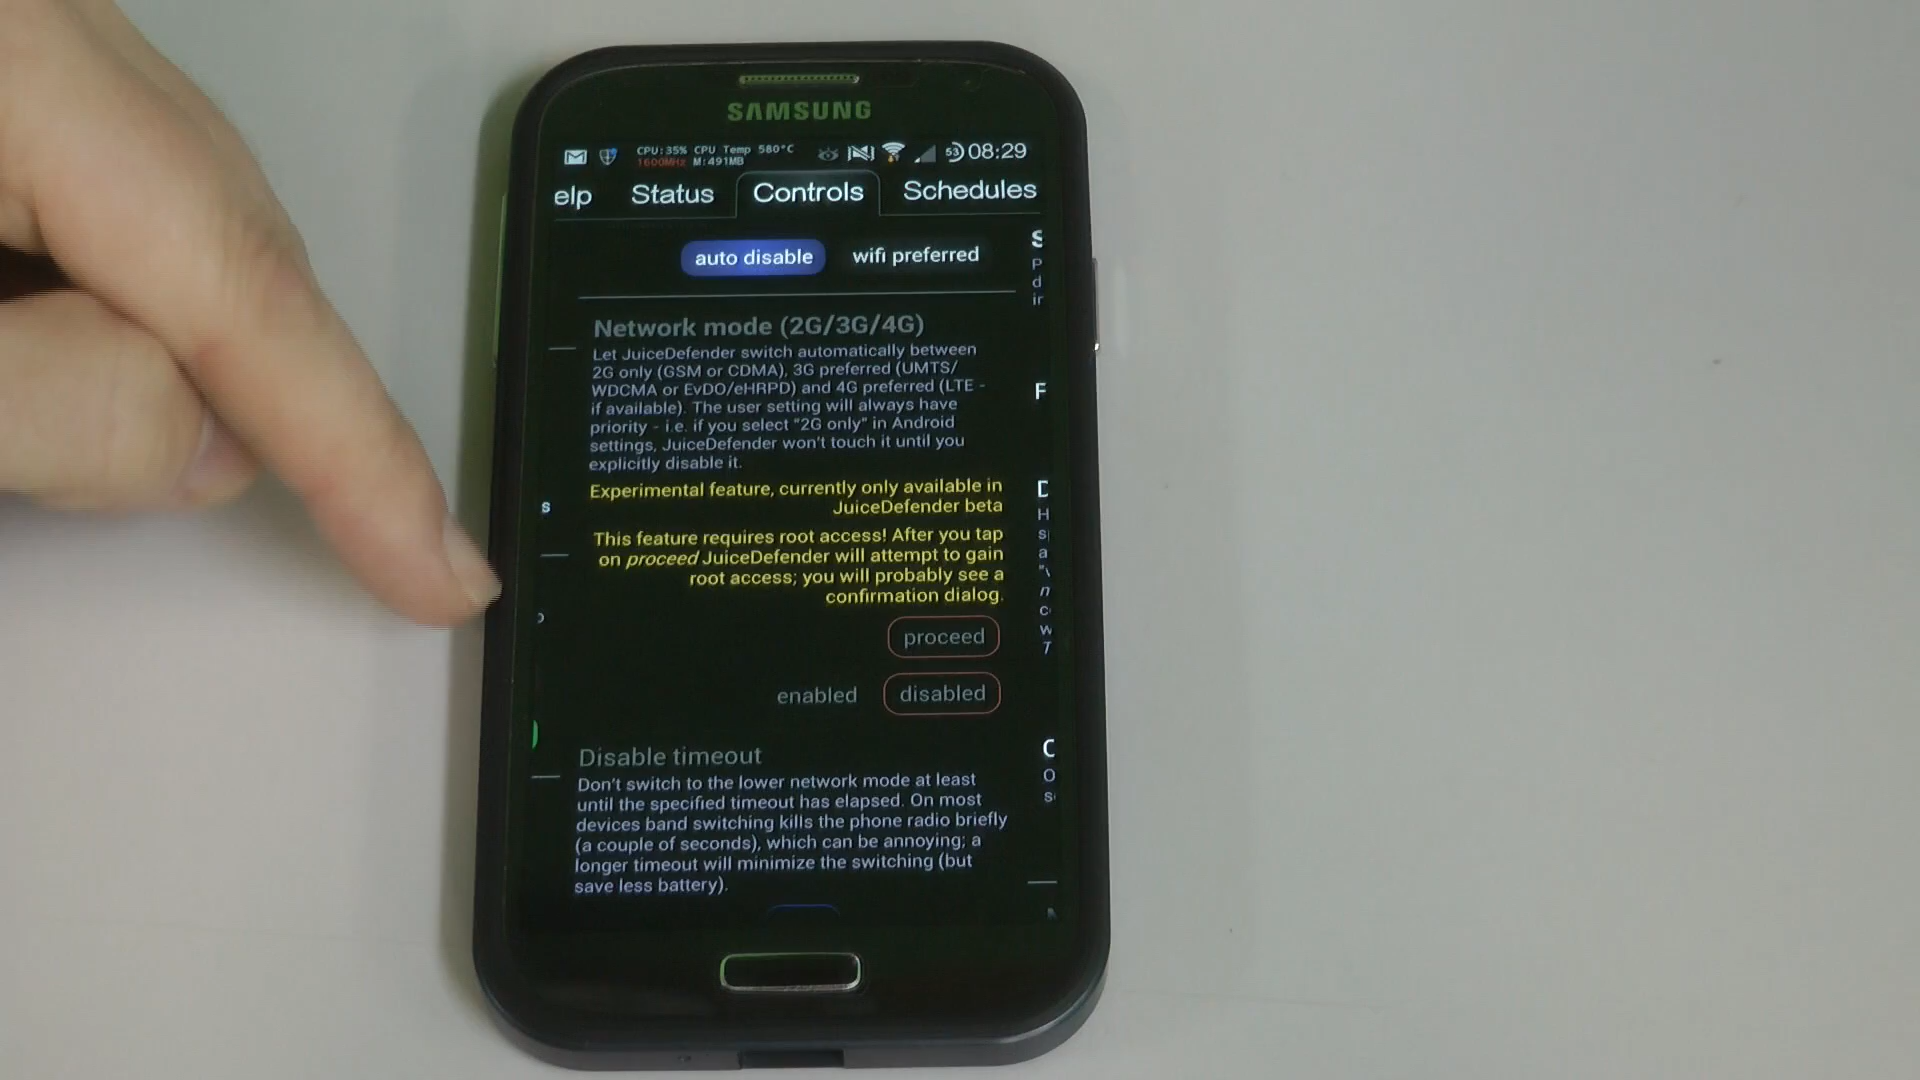 SAMSUNG
CPU:35% CPU Temp 580°C
1600MHz M:491MB
53 08:29
elp Status Controls Schedules
auto disable wifi preferred
Network mode (2G/3G/4G)
Let JuiceDefender switch automatically between
2G only (GSM or CDMA), 3G preferred (UMTS/
WDCMA or EvDO/eHRPD) and 4G preferred (LTE -
if available). The user setting will always have
priority - i.e. if you select "2G only" in Android
settings, JuiceDefender won't touch it until you
explicitly disable it.
Experimental feature, currently only available in
JuiceDefender beta
This feature requires root access! After you tap
on proceed JuiceDefender will attempt to gain
root access; you will probably see a
confirmation dialog.
proceed
enabled disabled
Disable timeout
Don't switch to the lower network mode at least
until the specified timeout has elapsed. On most
devices band switching kills the phone radio briefly
(a couple of seconds), which can be annoying; a
longer timeout will minimize the switching (but
save less battery).